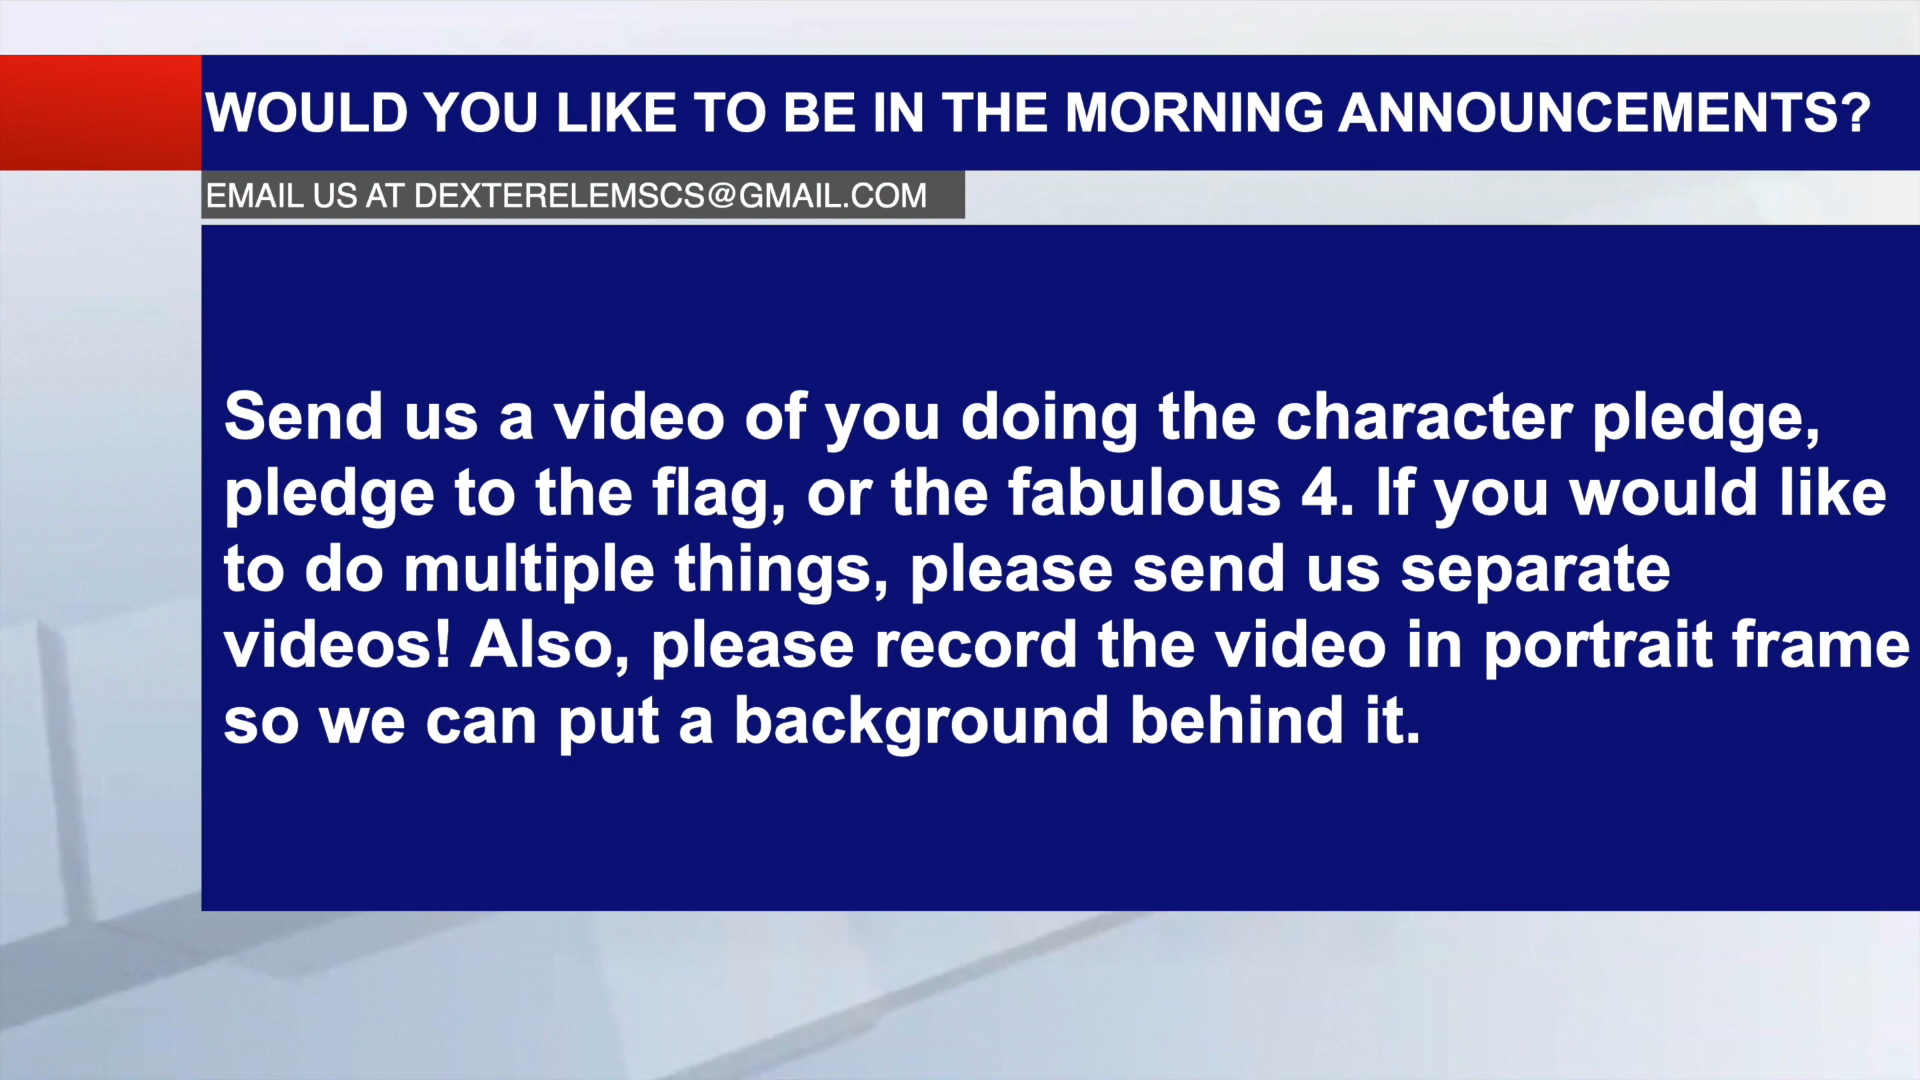 WOULD YOU LIKE TO BE IN THE MORNING ANNOUNCEMENTS?
EMAIL US AT DEXTERELEMSCS@GMAIL.COM
Send us a video of you doing the character pledge,
pledge to the flag, or the fabulous 4. If you would like
to do multiple things, please send us separate
videos! Also, please record the video in portrait frame
so we can put a background behind it.